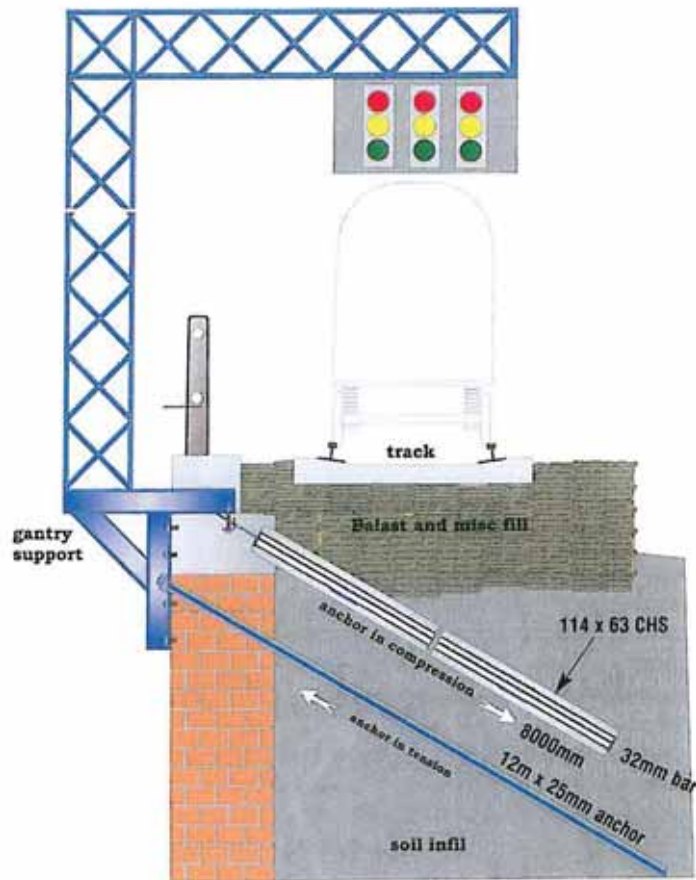 track
Balast and misc fill
gantry
support
114 x 63 CHS
anchor in compression
8000mm
32mm bar
anchor in tension
12m x 25mm anchor
soil infil